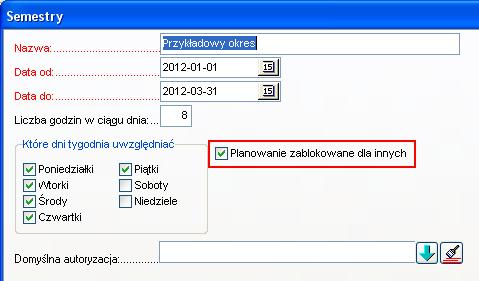 Semestry
Nazwa: Przykładowy okres
Data od: 2012-01-01 15
Data do: 2012-03-31 15
Liczba godzin w ciągu dnia: 8
Które dni tygodnia uwzględniać
Planowanie zablokowane dla innych
Poniedziałki Piątki
Wtorki Soboty
Środy Niedziele
Czwartki
Domyślna autoryzacja: